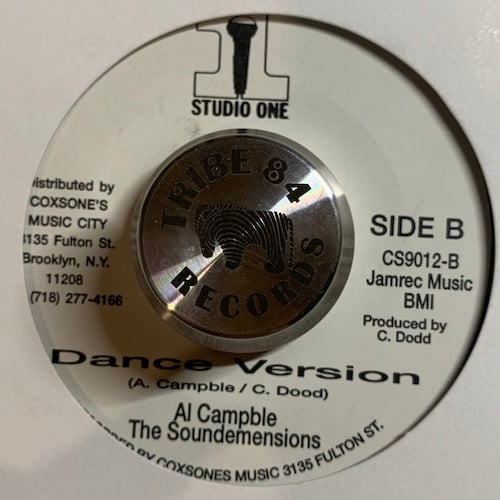 1
STUDIO ONE
TRIBE 84
RECORDS
Distributed by
COXSONE'S
MUSIC CITY
3135 Fulton St.
Brooklyn, N.Y.
11208
(718) 277-4166
SIDE B
CS9012-B
Jamrec Music
BMI
Produced by
C. Dodd
Dance Version
(A. Campble / C. Dood)
Al Campble
The Soundemensions
BY COXSONES MUSIC 3135 FULTON ST.